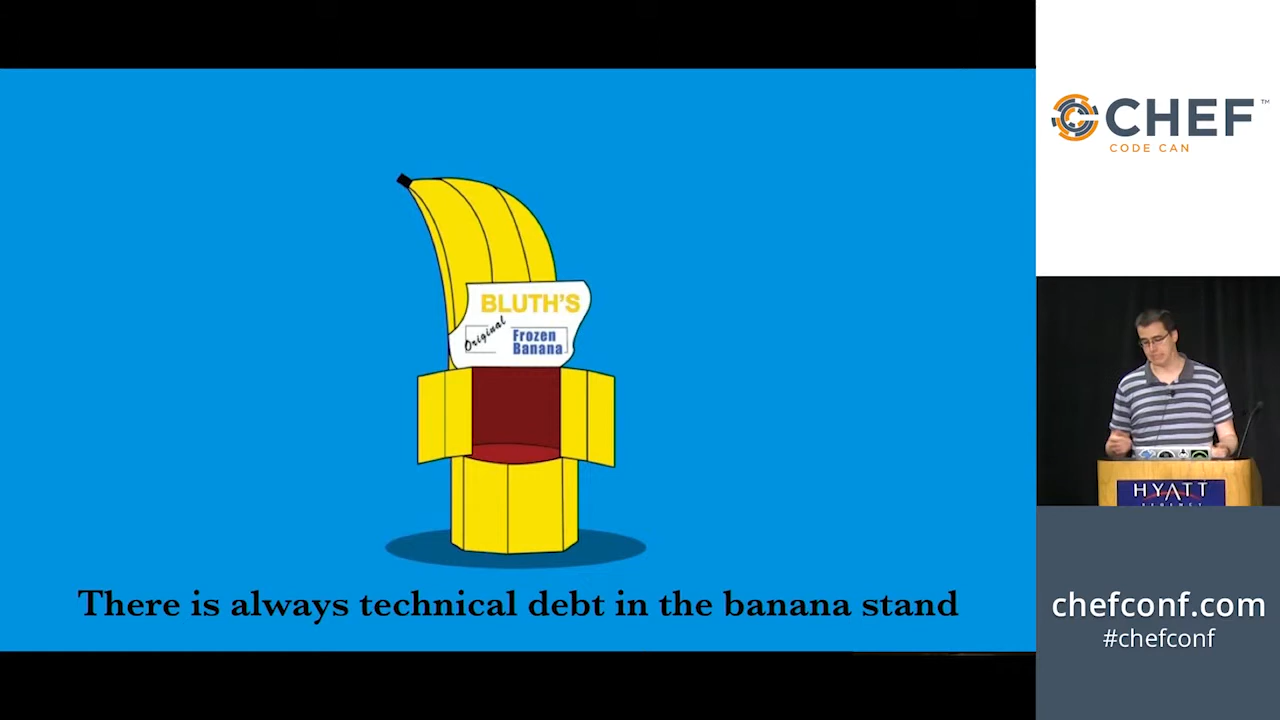 BLUTH'S
Original
Frozen
Banana
There is always technical debt in the banana stand
CHEF™
CODE CAN
HYATT
chefconf.com
#chefconf